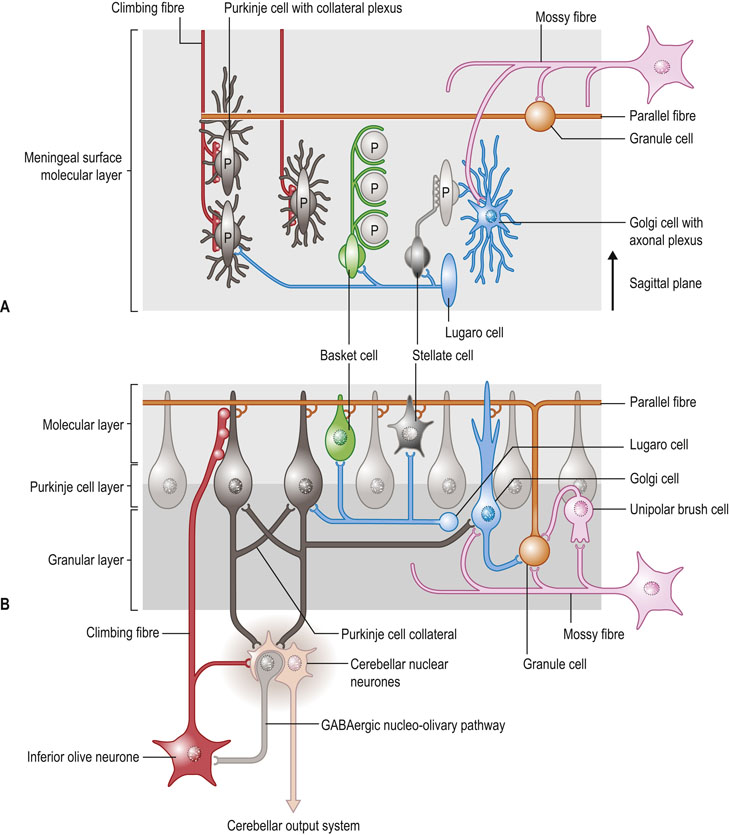 Climbing fibre
Purkinje cell with collateral plexus
Mossy fibre
Parallel fibre
Granule cell
Meningeal surface
molecular layer
P
P
P
P
P
P
P
Golgi cell with
axonal plexus
Sagittal plane
A
Lugaro cell
Basket cell
Stellate cell
Molecular layer
Parallel fibre
Lugaro cell
Purkinje cell layer
Golgi cell
Unipolar brush cell
Granular layer
B
Climbing fibre
Purkinje cell collateral
Mossy fibre
Cerebellar nuclear
neurones
Granule cell
GABAergic nucleo-olivary pathway
Inferior olive neurone
Cerebellar output system